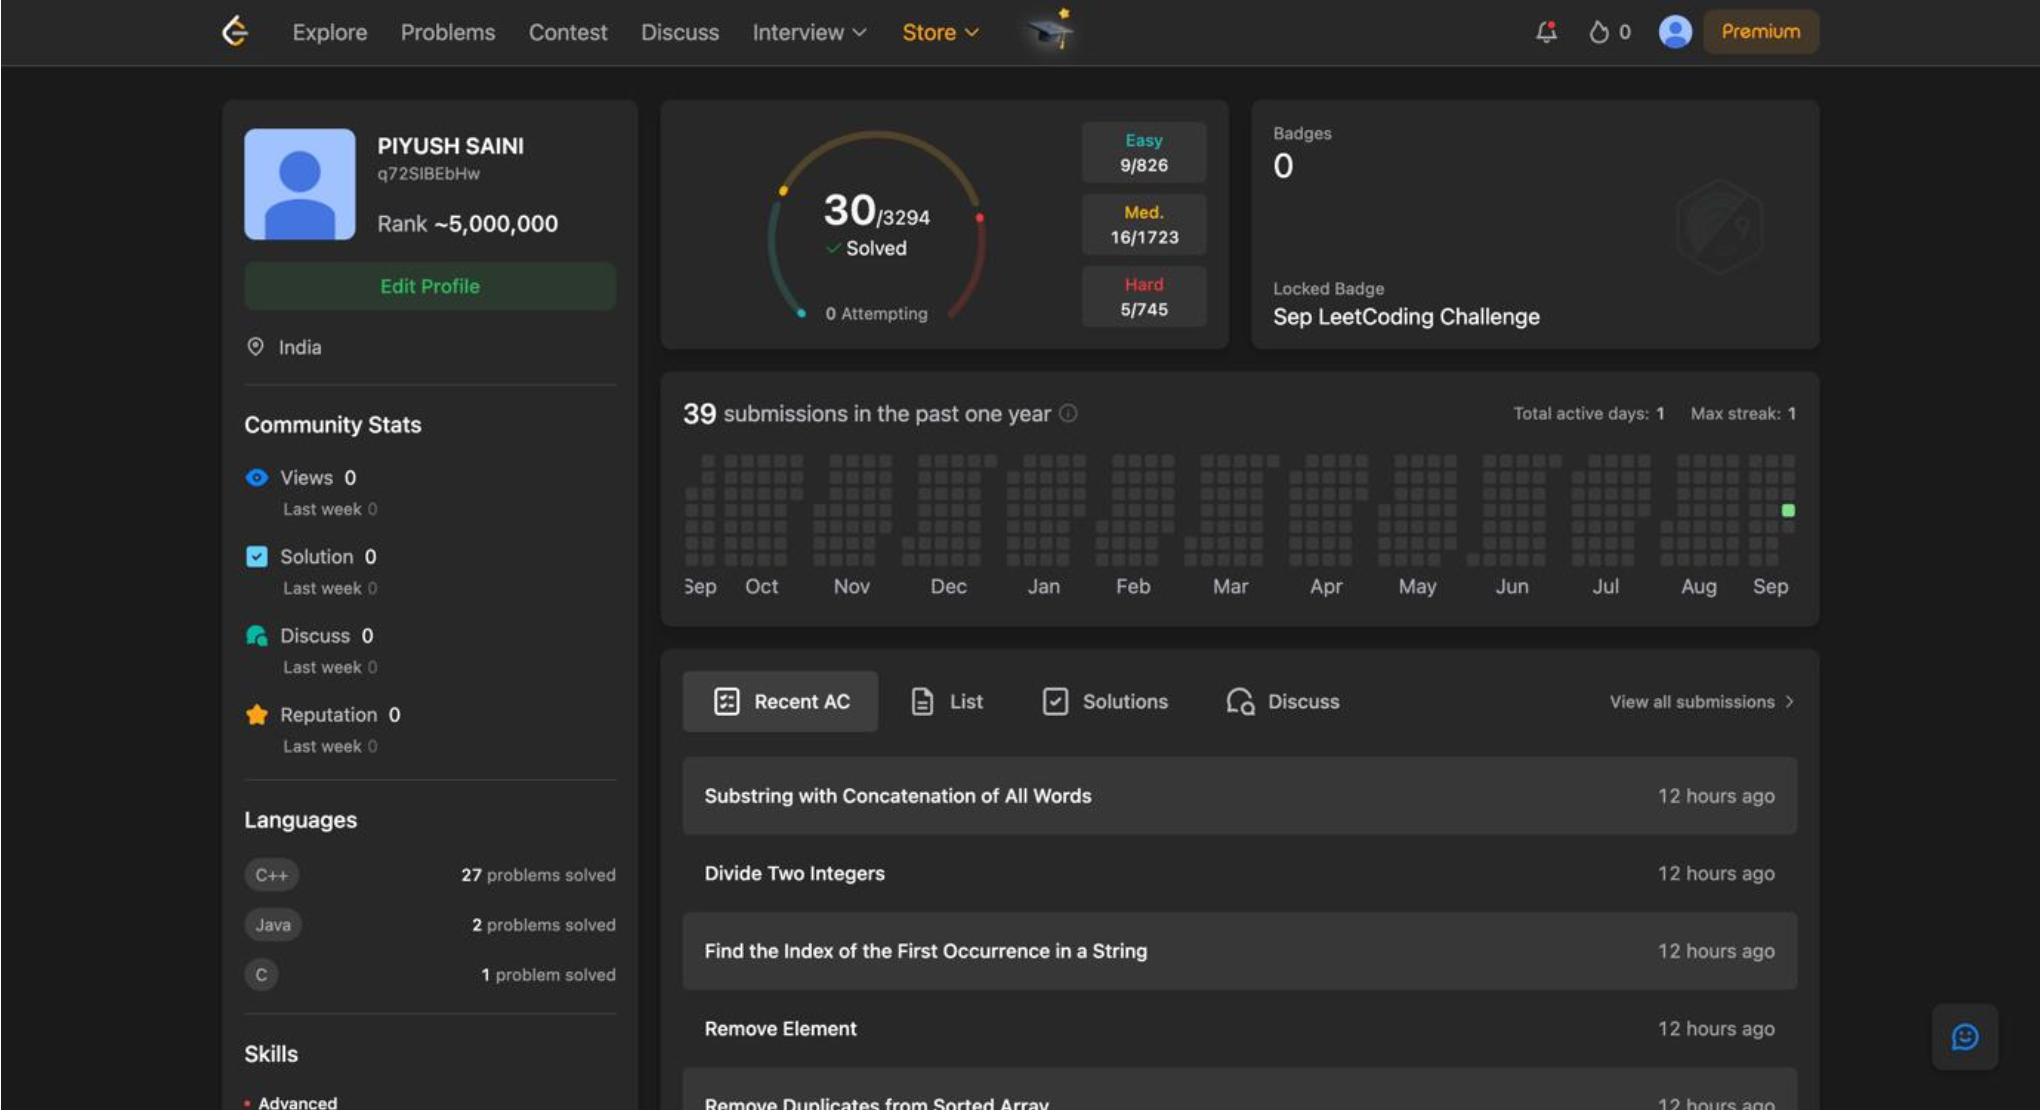 Explore Problems Contest Discuss Interview Store 0 Premium
PIYUSH SAINI
q72SIBEbHw
Rank ~5,000,000
Edit Profile
India
Community Stats
Views 0
Last week 0
Solution 0
Last week 0
Discuss 0
Last week 0
Reputation 0
Last week 0
Languages
C++ 27 problems solved
Java 2 problems solved
C 1 problem solved
Skills
Advanced
30/3294
Solved
0 Attempting
Easy
9/826
Med.
16/1723
Hard
5/745
Badges
0
Locked Badge
Sep LeetCoding Challenge
39 submissions in the past one year Total active days: 1 Max streak: 1
Sep Oct Nov Dec Jan Feb Mar Apr May Jun Jul Aug Sep
Recent AC List Solutions Discuss View all submissions >
Substring with Concatenation of All Words 12 hours ago
Divide Two Integers 12 hours ago
Find the Index of the First Occurrence in a String 12 hours ago
Remove Element 12 hours ago
Remove Duplicates from Sorted Array 12 hours ago